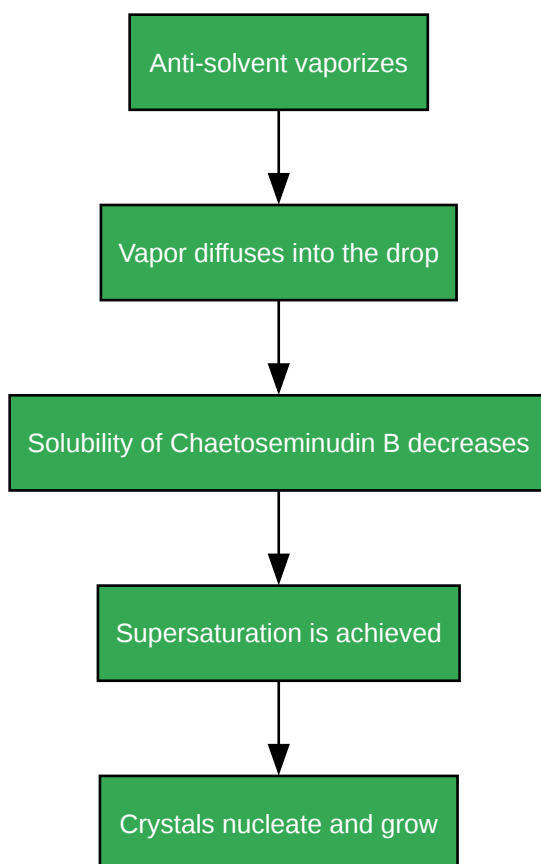 Anti-solvent vaporizes
Vapor diffuses into the drop
Solubility of Chaetoseminudin B decreases
Supersaturation is achieved
Crystals nucleate and grow